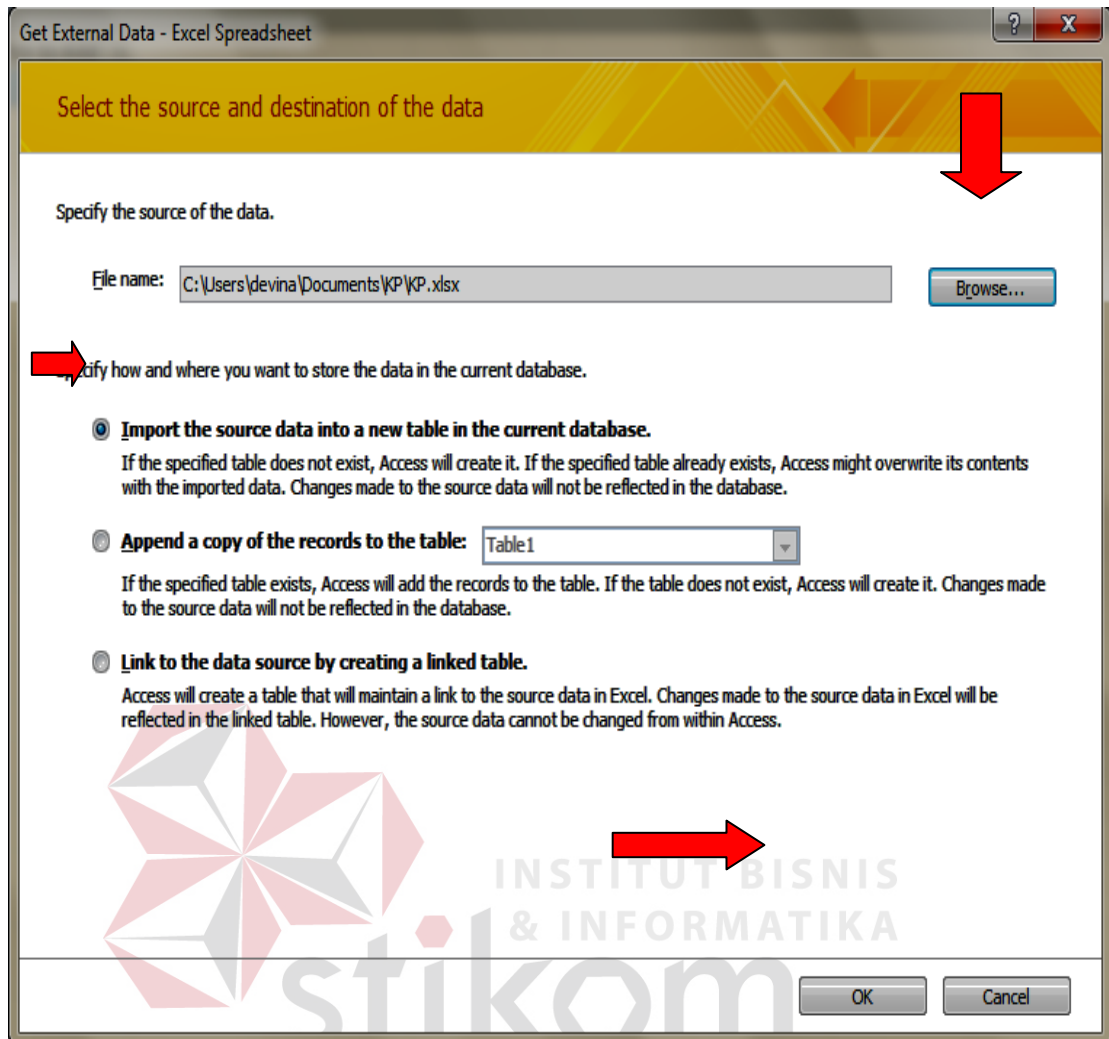 Get External Data - Excel Spreadsheet
? X
Select the source and destination of the data
Specify the source of the data.
File name: C:\Users\devina\Documents\KP\KP.xlsx Browse...
Specify how and where you want to store the data in the current database.
Import the source data into a new table in the current database.
If the specified table does not exist, Access will create it. If the specified table already exists, Access might overwrite its contents
with the imported data. Changes made to the source data will not be reflected in the database.
Append a copy of the records to the table: Table1
If the specified table exists, Access will add the records to the table. If the table does not exist, Access will create it. Changes made
to the source data will not be reflected in the database.
Link to the data source by creating a linked table.
Access will create a table that will maintain a link to the source data in Excel. Changes made to the source data in Excel will be
reflected in the linked table. However, the source data cannot be changed from within Access.
INSTITUT BISNIS
& INFORMATIKA
stikom
OK Cancel